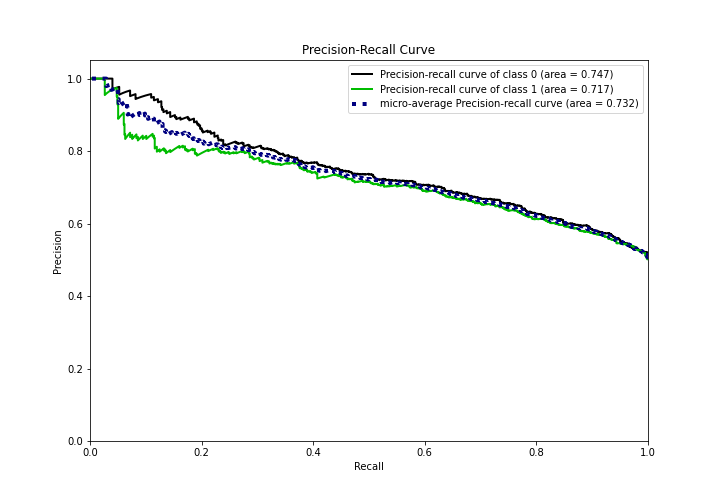 Precision-Recall Curve
Precision-recall curve of class 0 (area = 0.747)
Precision-recall curve of class 1 (area = 0.717)
micro-average Precision-recall curve (area = 0.732)
1.0
0.8
0.6
0.4
0.2
0.0
Precision
0.0 0.2 0.4 0.6 0.8 1.0
Recall